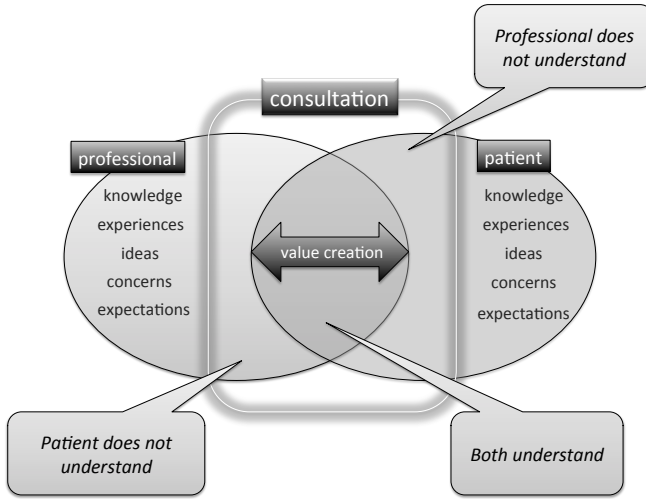 Professional does
not understand
consultation
professional
knowledge
experiences
ideas
concerns
expectations
value creation
patient
knowledge
experiences
ideas
concerns
expectations
Patient does not
understand
Both understand